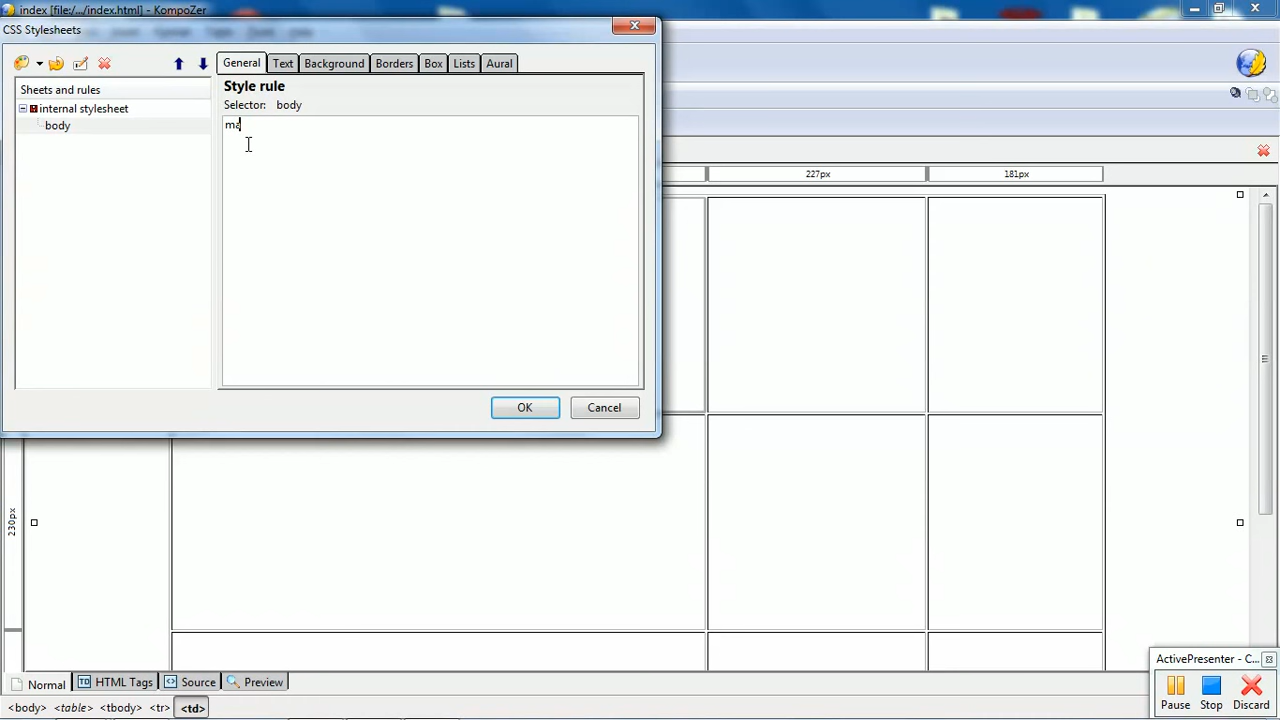 index [file:/.../index.html] - KompoZer
CSS Stylesheets
General Text Background Borders Box Lists Aural
Sheets and rules
internal stylesheet
body
Style rule
Selector: body
ma
OK Cancel
227px 181px
230px
Normal HTML Tags Source Preview
<body> <table> <tbody> <tr> <td>
ActivePresenter - C...
Pause Stop Discard